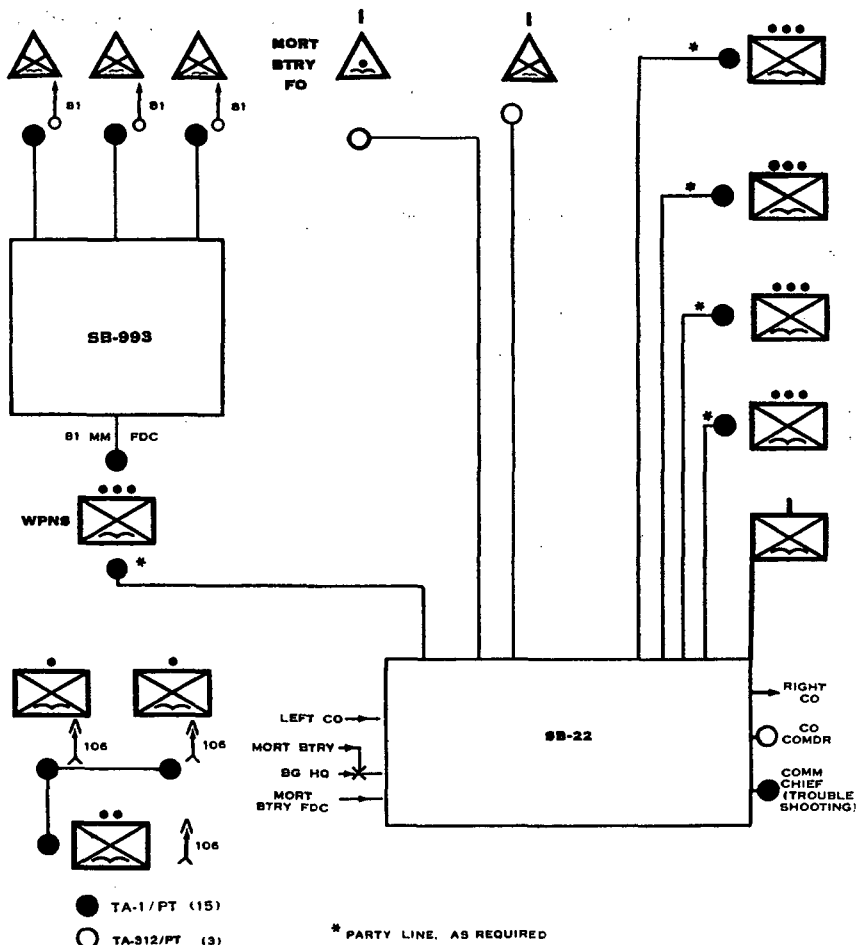 MORT
BTRY
FO
81
81
81
*
*
*
*
SB-993
81 MM FDC
WPNS
*
106
106
106
LEFT CO
MORT BTRY
BG HQ
MORT
BTRY FDC
SB-22
RIGHT
CO
CO
COMDR
COMM
CHIEF
(TROUBLE
SHOOTING)
TA-1/PT (15)
TA-312/PT (3)
* PARTY LINE, AS REQUIRED